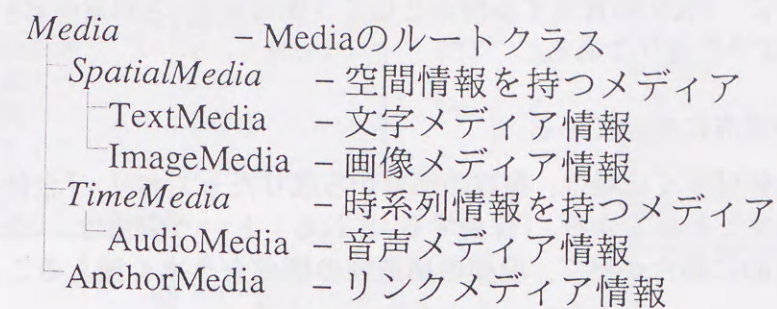 Media – Mediaのルートクラス
SpatialMedia – 空間情報を持つメディア
TextMedia – 文字メディア情報
ImageMedia – 画像メディア情報
TimeMedia – 時系列情報を持つメディア
AudioMedia – 音声メディア情報
AnchorMedia – リンクメディア情報